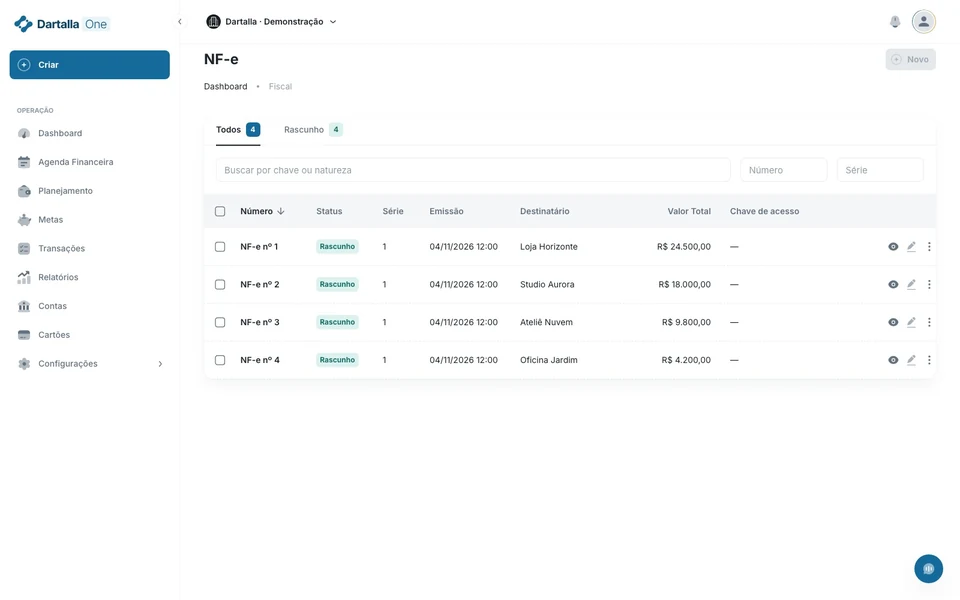 Dartalla One
Dartalla · Demonstração
Criar
NF-e
Novo
Dashboard • Fiscal
OPERAÇÃO
Dashboard
Agenda Financeira
Planejamento
Metas
Transações
Relatórios
Contas
Cartões
Configurações
Todos 4 Rascunho 4
Buscar por chave ou natureza Número Série
Número Status Série Emissão Destinatário Valor Total Chave de acesso
NF-e nº 1 Rascunho 1 04/11/2026 12:00 Loja Horizonte R$ 24.500,00 —
NF-e nº 2 Rascunho 1 04/11/2026 12:00 Studio Aurora R$ 18.000,00 —
NF-e nº 3 Rascunho 1 04/11/2026 12:00 Ateliê Nuvem R$ 9.800,00 —
NF-e nº 4 Rascunho 1 04/11/2026 12:00 Oficina Jardim R$ 4.200,00 —